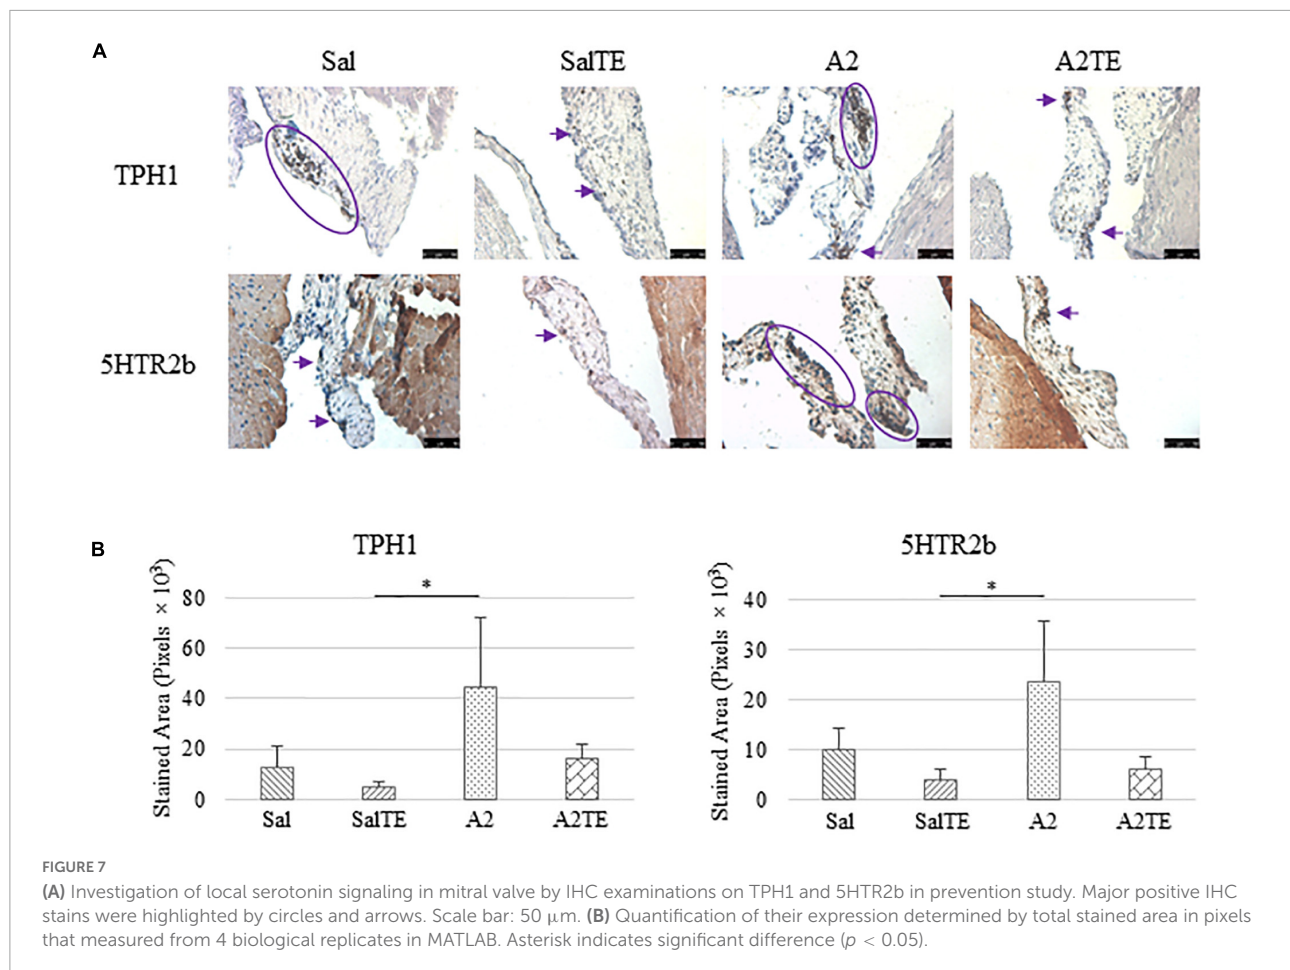 A
Sal
SalTE
A2
A2TE
TPH1
5HTR2b
B
TPH1
Stained Area (Pixels × 10³)
80
60
40
20
0
*
Sal
SalTE
A2
A2TE
5HTR2b
Stained Area (Pixels × 10³)
40
30
20
10
0
*
Sal
SalTE
A2
A2TE
FIGURE 7
(A) Investigation of local serotonin signaling in mitral valve by IHC examinations on TPH1 and 5HTR2b in prevention study. Major positive IHC
stains were highlighted by circles and arrows. Scale bar: 50 μm. (B) Quantification of their expression determined by total stained area in pixels
that measured from 4 biological replicates in MATLAB. Asterisk indicates significant difference (p < 0.05).